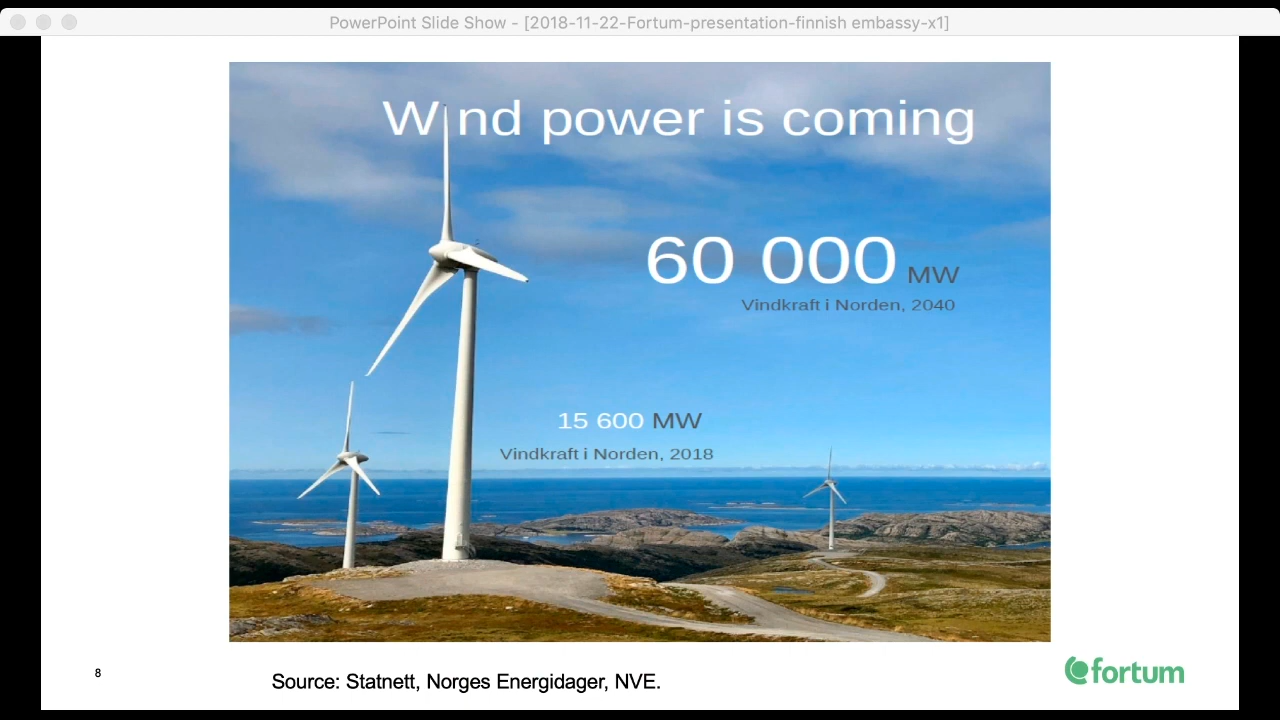 PowerPoint Slide Show - [2018-11-22-Fortum-presentation-finnish embassy-x1]
Wind power is coming
60 000 MW
Vindkraft i Norden, 2040
15 600 MW
Vindkraft i Norden, 2018
8
Source: Statnett, Norges Energidager, NVE.
fortum